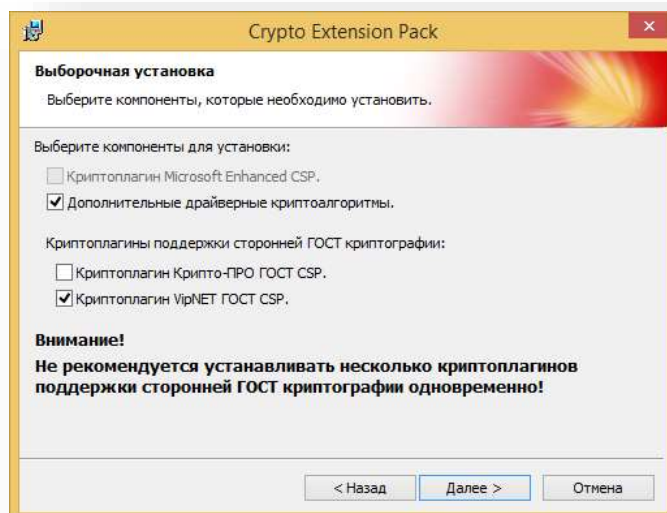 Crypto Extension Pack
Выборочная установка
Выберите компоненты, которые необходимо установить.
Выберите компоненты для установки:
Криптоплагин Microsoft Enhanced CSP.
Дополнительные драйверные криптоалгоритмы.
Криптоплагины поддержки сторонней ГОСТ криптографии:
Криптоплагин Крипто-ПРО ГОСТ CSP.
Криптоплагин VipNET ГОСТ CSP.
Внимание!
Не рекомендуется устанавливать несколько криптоплагинов
поддержки сторонней ГОСТ криптографии одновременно!
< Назад
Далее >
Отмена